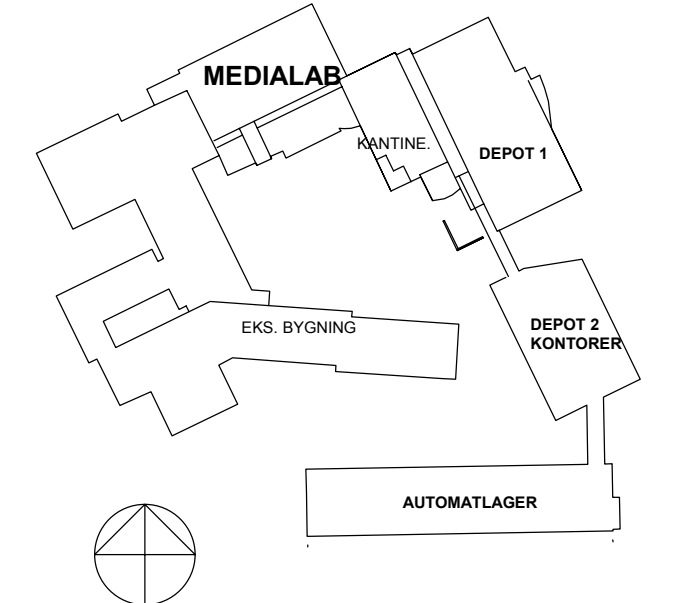 MEDIALAB
KANTINE.
DEPOT 1
EKS. BYGNING
DEPOT 2
KONTORER
AUTOMATLAGER